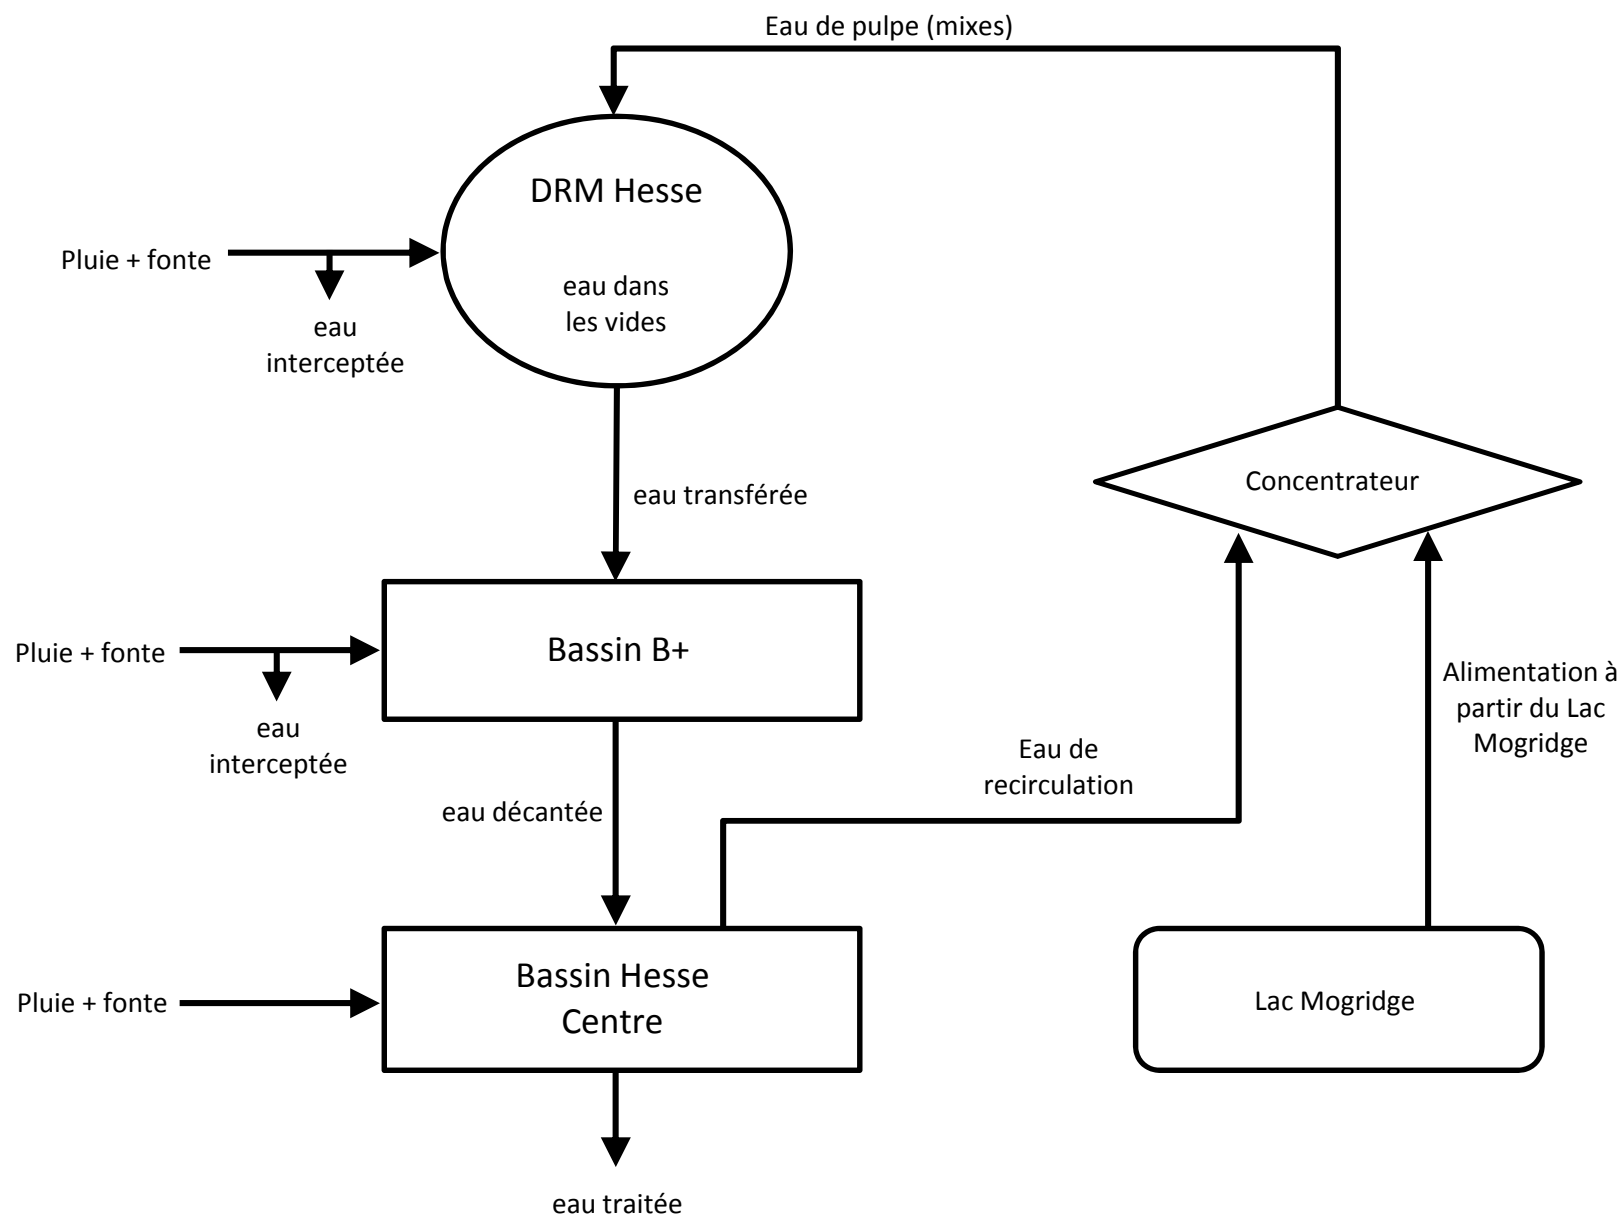 Eau de pulpe (mixes)
DRM Hesse
Pluie + fonte
eau dans
les vides
eau
interceptée
Concentrateur
eau transférée
Pluie + fonte
Bassin B+
Alimentation à
partir du Lac
Mogridge
eau
interceptée
Eau de
recirculation
eau décantée
Pluie + fonte
Bassin Hesse
Centre
Lac Mogridge
eau traitée